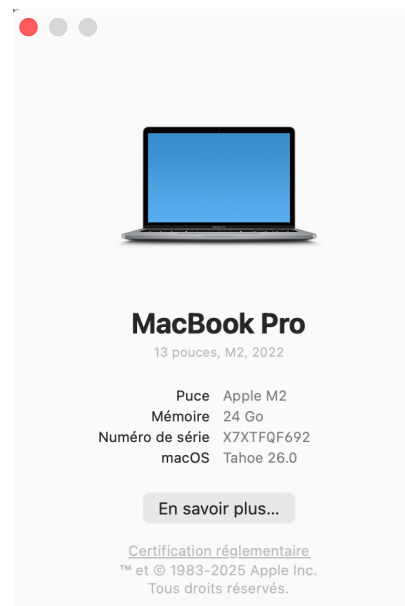 MacBook Pro
13 pouces, M2, 2022
Puce Apple M2
Mémoire 24 Go
Numéro de série X7XTFQF692
macOS Tahoe 26.0
En savoir plus...
Certification réglementaire
™ et © 1983-2025 Apple Inc.
Tous droits réservés.